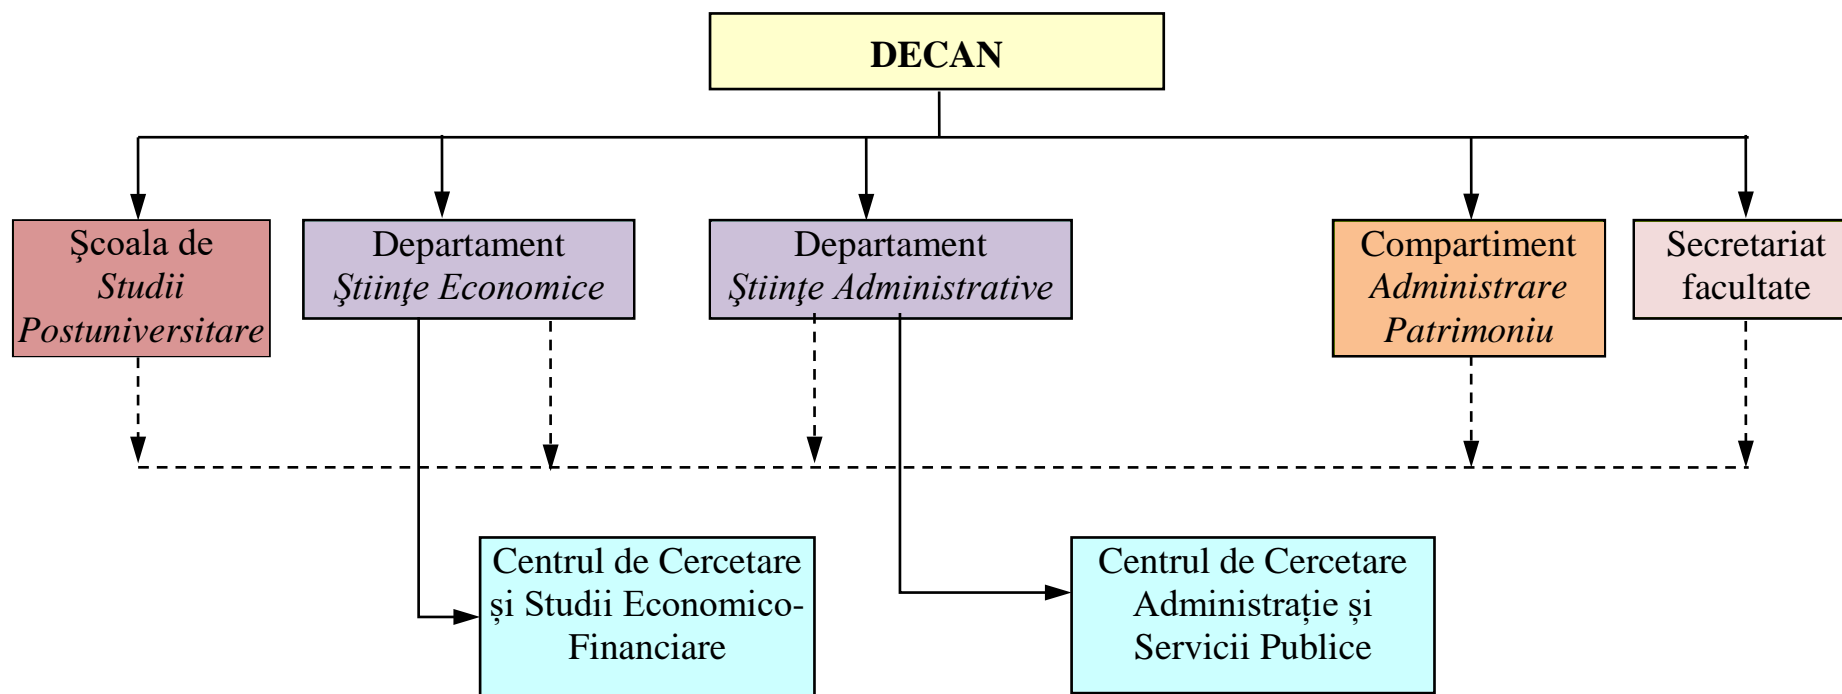 DECAN
Şcoala de
Studii
Postuniversitare
Departament
Ştiinţe Economice
Departament
Ştiinţe Administrative
Compartiment
Administrare
Patrimoniu
Secretariat
facultate
Centrul de Cercetare
și Studii Economico-
Financiare
Centrul de Cercetare
Administrație și
Servicii Publice